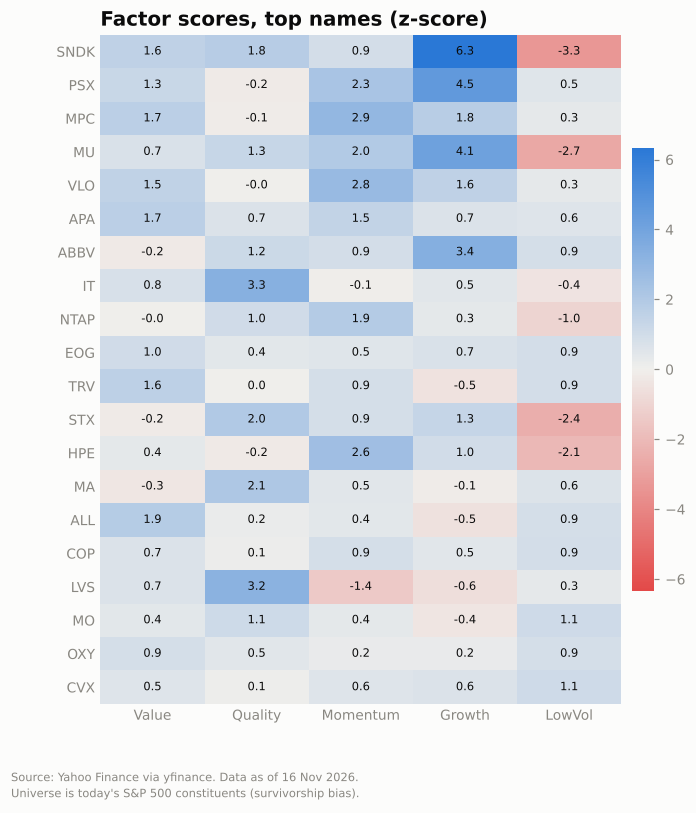 Factor scores, top names (z-score)
SNDK 1.6 1.8 0.9 6.3 -3.3
PSX 1.3 -0.2 2.3 4.5 0.5
MPC 1.7 -0.1 2.9 1.8 0.3
MU 0.7 1.3 2.0 4.1 -2.7
VLO 1.5 -0.0 2.8 1.6 0.3
APA 1.7 0.7 1.5 0.7 0.6
ABBV -0.2 1.2 0.9 3.4 0.9
IT 0.8 3.3 -0.1 0.5 -0.4
NTAP -0.0 1.0 1.9 0.3 -1.0
EOG 1.0 0.4 0.5 0.7 0.9
TRV 1.6 0.0 0.9 -0.5 0.9
STX -0.2 2.0 0.9 1.3 -2.4
HPE 0.4 -0.2 2.6 1.0 -2.1
MA -0.3 2.1 0.5 -0.1 0.6
ALL 1.9 0.2 0.4 -0.5 0.9
COP 0.7 0.1 0.9 0.5 0.9
LVS 0.7 3.2 -1.4 -0.6 0.3
MO 0.4 1.1 0.4 -0.4 1.1
OXY 0.9 0.5 0.2 0.2 0.9
CVX 0.5 0.1 0.6 0.6 1.1
Value Quality Momentum Growth LowVol
6
4
2
0
−2
−4
−6
Source: Yahoo Finance via yfinance. Data as of 16 Nov 2026.
Universe is today's S&P 500 constituents (survivorship bias).